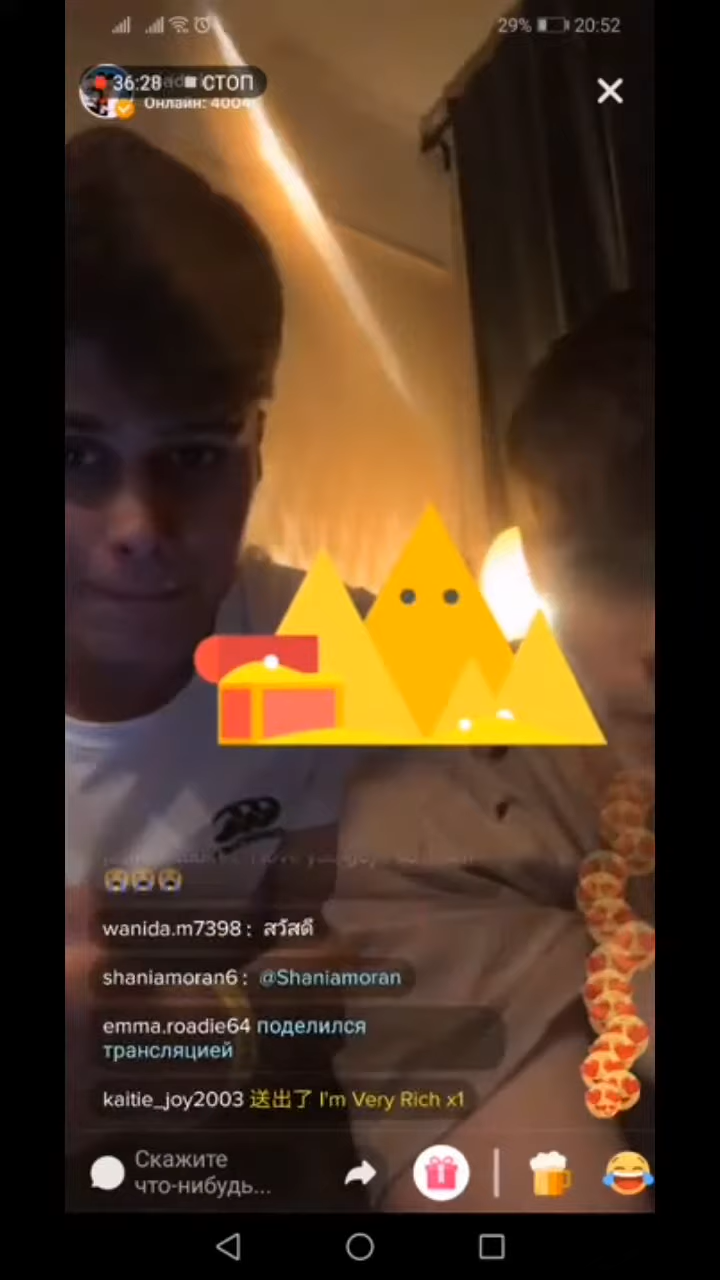 29% 20:52
36:28 СТОП
Онлайн: 4004
wanida.m7398 : สวัสดี
shaniamoran6 : @Shaniamoran
emma.roadie64 поделился
трансляцией
kaitie_joy2003 送出了 I'm Very Rich x1
Скажите
что-нибудь...